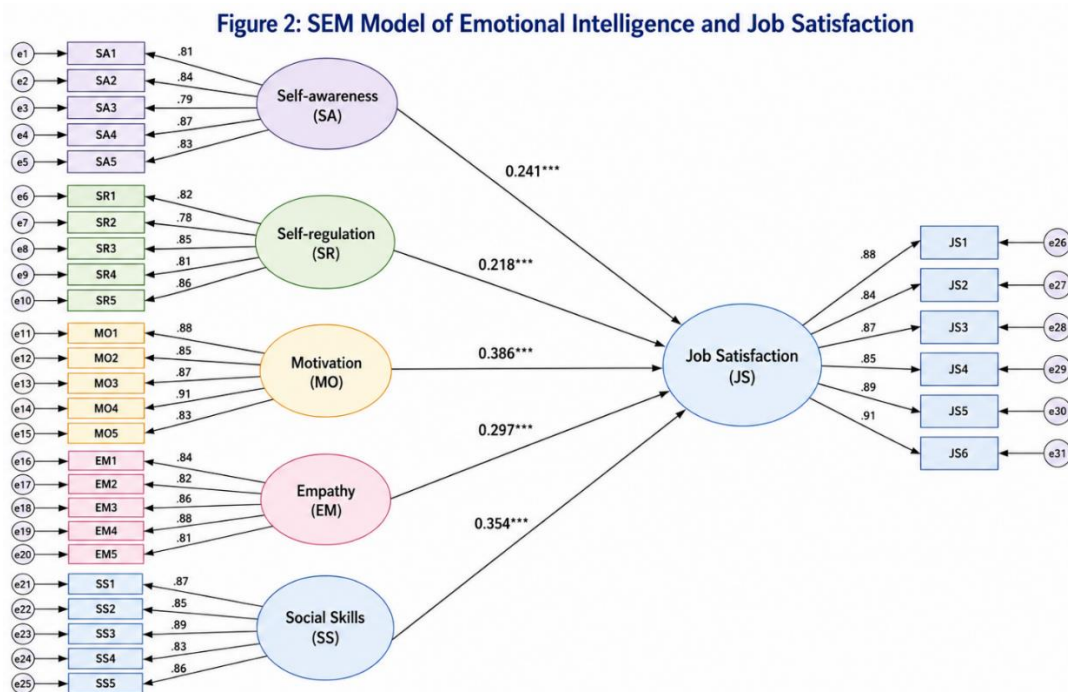 Figure 2: SEM Model of Emotional Intelligence and Job Satisfaction
e1 SA1 .81
e2 SA2 .84
e3 SA3 .79
e4 SA4 .87
e5 SA5 .83
Self-awareness
(SA)
0.241***
e6 SR1 .82
e7 SR2 .78
e8 SR3 .85
e9 SR4 .81
e10 SR5 .86
Self-regulation
(SR)
0.218***
e11 MO1 .88
e12 MO2 .85
e13 MO3 .87
e14 MO4 .91
e15 MO5 .83
Motivation
(MO)
0.386***
e16 EM1 .84
e17 EM2 .82
e18 EM3 .86
e19 EM4 .88
e20 EM5 .81
Empathy
(EM)
0.297***
e21 SS1 .87
e22 SS2 .85
e23 SS3 .89
e24 SS4 .83
e25 SS5 .86
Social Skills
(SS)
0.354***
Job Satisfaction
(JS)
.88 JS1 e26
.84 JS2 e27
.87 JS3 e28
.85 JS4 e29
.89 JS5 e30
.91 JS6 e31